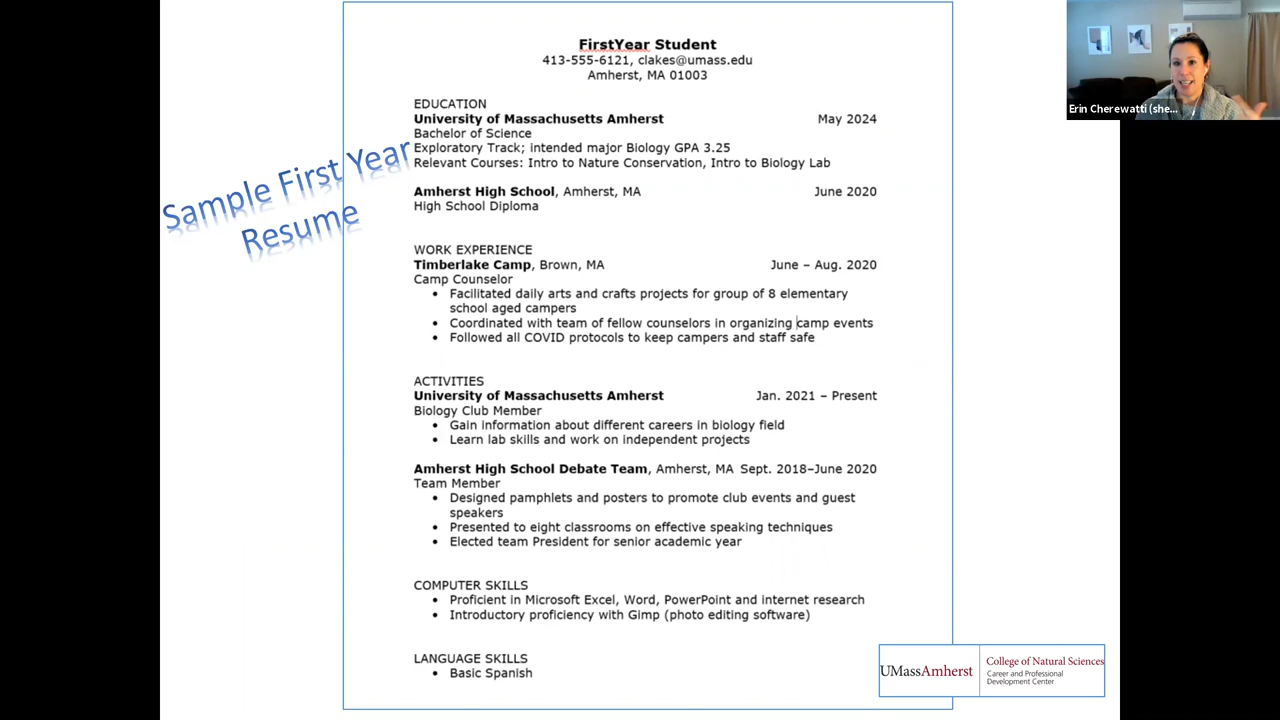 FirstYear Student
413-555-6121, clakes@umass.edu
Amherst, MA 01003
EDUCATION
University of Massachusetts Amherst May 2024
Bachelor of Science
Exploratory Track; intended major Biology GPA 3.25
Relevant Courses: Intro to Nature Conservation, Intro to Biology Lab
Amherst High School, Amherst, MA June 2020
High School Diploma
WORK EXPERIENCE
Timberlake Camp, Brown, MA June – Aug. 2020
Camp Counselor
• Facilitated daily arts and crafts projects for group of 8 elementary
school aged campers
• Coordinated with team of fellow counselors in organizing camp events
• Followed all COVID protocols to keep campers and staff safe
ACTIVITIES
University of Massachusetts Amherst Jan. 2021 – Present
Biology Club Member
• Gain information about different careers in biology field
• Learn lab skills and work on independent projects
Amherst High School Debate Team, Amherst, MA Sept. 2018–June 2020
Team Member
• Designed pamphlets and posters to promote club events and guest
speakers
• Presented to eight classrooms on effective speaking techniques
• Elected team President for senior academic year
COMPUTER SKILLS
• Proficient in Microsoft Excel, Word, PowerPoint and internet research
• Introductory proficiency with Gimp (photo editing software)
LANGUAGE SKILLS
• Basic Spanish
Sample First Year
Resume
Erin Cherewatti (she...
UMassAmherst
College of Natural Sciences
Career and Professional
Development Center